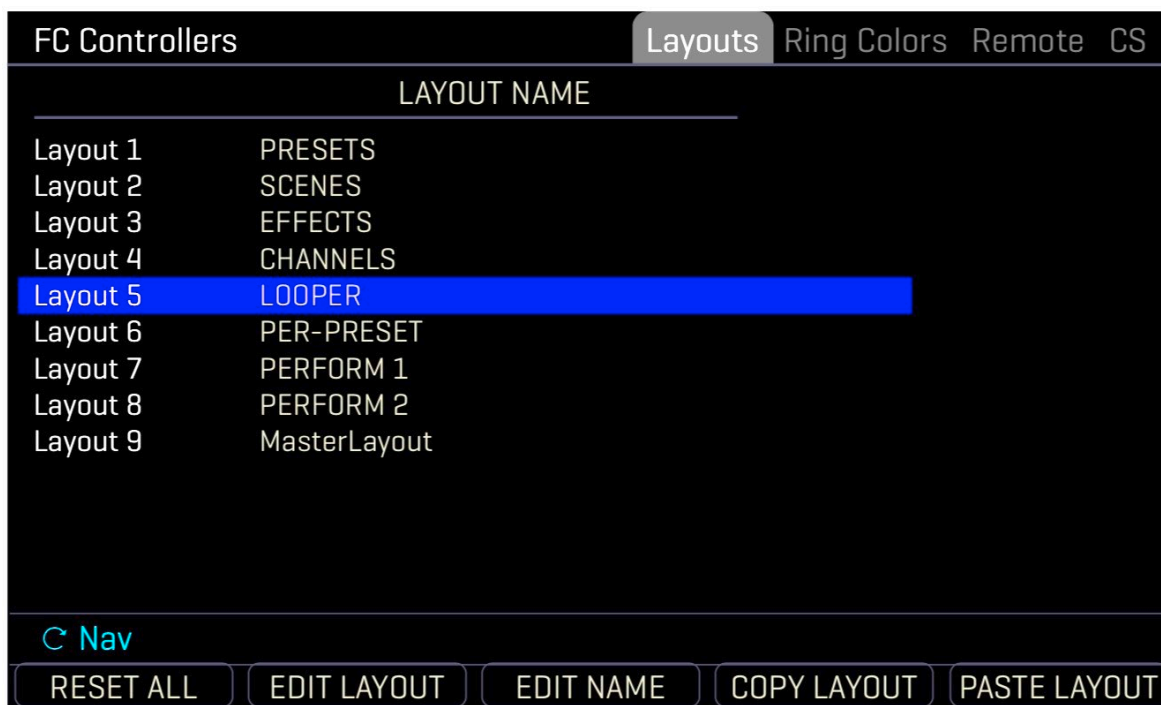 FC Controllers Layouts Ring Colors Remote CS
LAYOUT NAME
Layout 1 PRESETS
Layout 2 SCENES
Layout 3 EFFECTS
Layout 4 CHANNELS
Layout 5 LOOPER
Layout 6 PER-PRESET
Layout 7 PERFORM 1
Layout 8 PERFORM 2
Layout 9 MasterLayout
Nav
RESET ALL EDIT LAYOUT EDIT NAME COPY LAYOUT PASTE LAYOUT